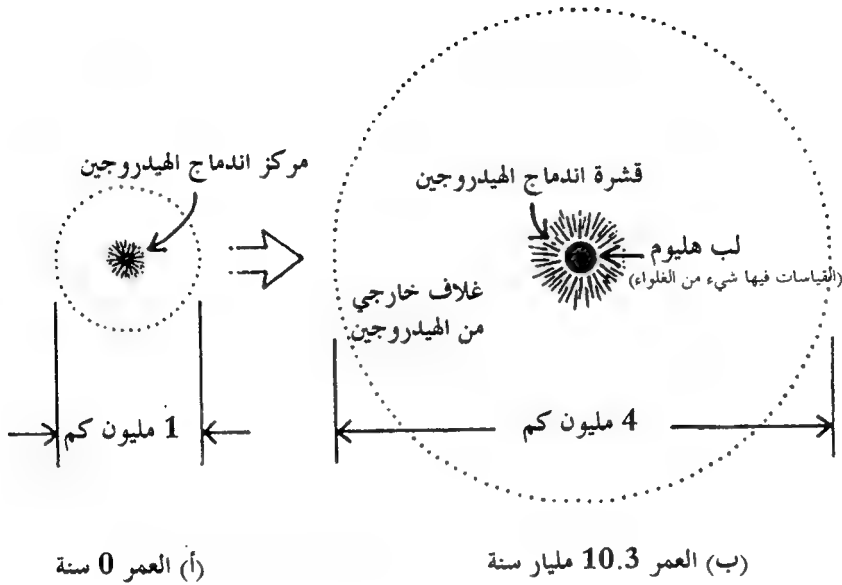 مركز اندماج الهيدروجين
قشرة اندماج الهيدروجين
لب هليوم
(القياسات فيها شيء من الغلواء)
غلاف خارجي
من الهيدروجين.
1 مليون كم
4 مليون كم
(أ) العمر 0 سنة
(ب) العمر 10.3 مليار سنة